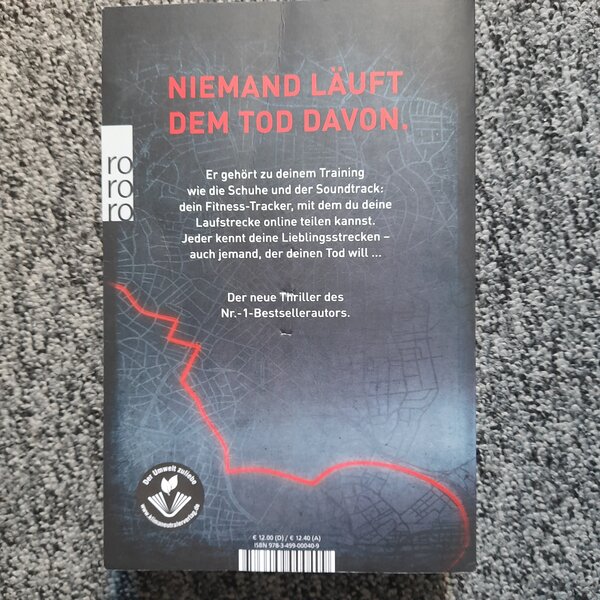 NIEMAND LÄUFT
DEM TOD DAVON.
ro
ro
ro
Er gehört zu deinem Training
wie die Schuhe und der Soundtrack:
dein Fitness-Tracker, mit dem du deine
Laufstrecke online teilen kannst.
Jeder kennt deine Lieblingsstrecken –
auch jemand, der deinen Tod will ...
Der neue Thriller des
Nr.-1-Bestsellerautors.
Der Umwelt zuliebe
www.klimaneutralerverlag.de
€ 12.00 (D) / € 12.40 (A)
ISBN 978-3-499-00040-9